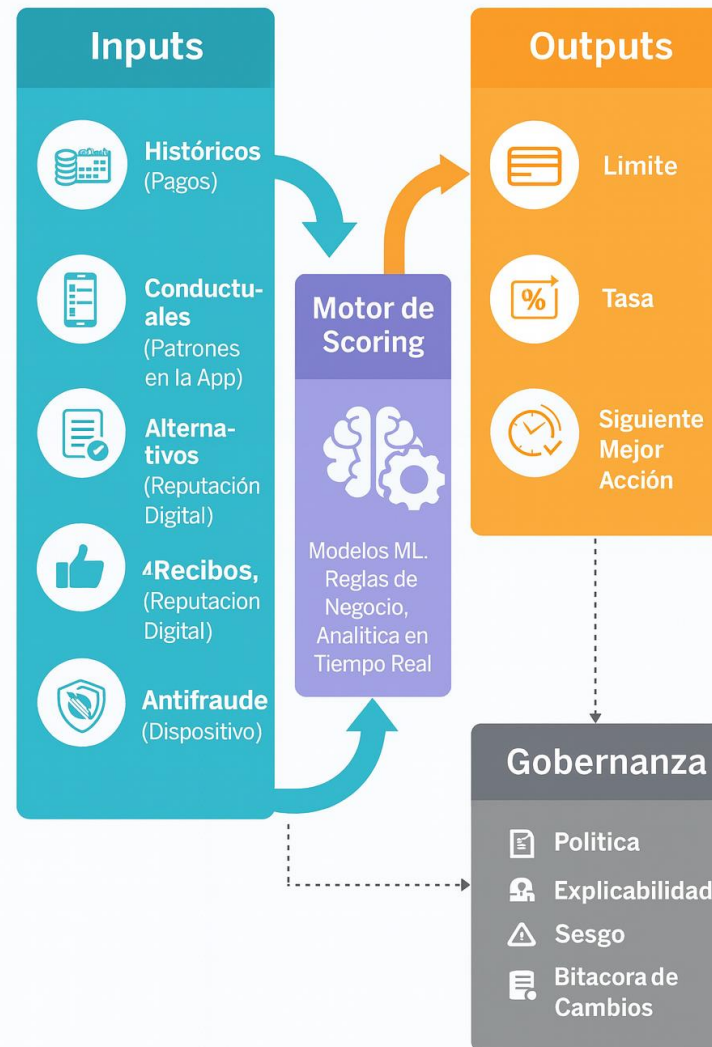 Inputs
Históricos
(Pagos)
Conductu-
ales
(Patrones
en la App)
Alterna-
tivos
(Reputación
Digital)
4Recibos,
(Reputacion
Digital)
Antifraude
(Dispositivo)
Motor de
Scoring
Modelos ML.
Reglas de
Negocio,
Analitica en
Tiempo Real
Outputs
Limite
%
Tasa
Siguiente
Mejor
Acción
Gobernanza
Politica
Explicabilidad
Sesgo
Bitacora de
Cambios